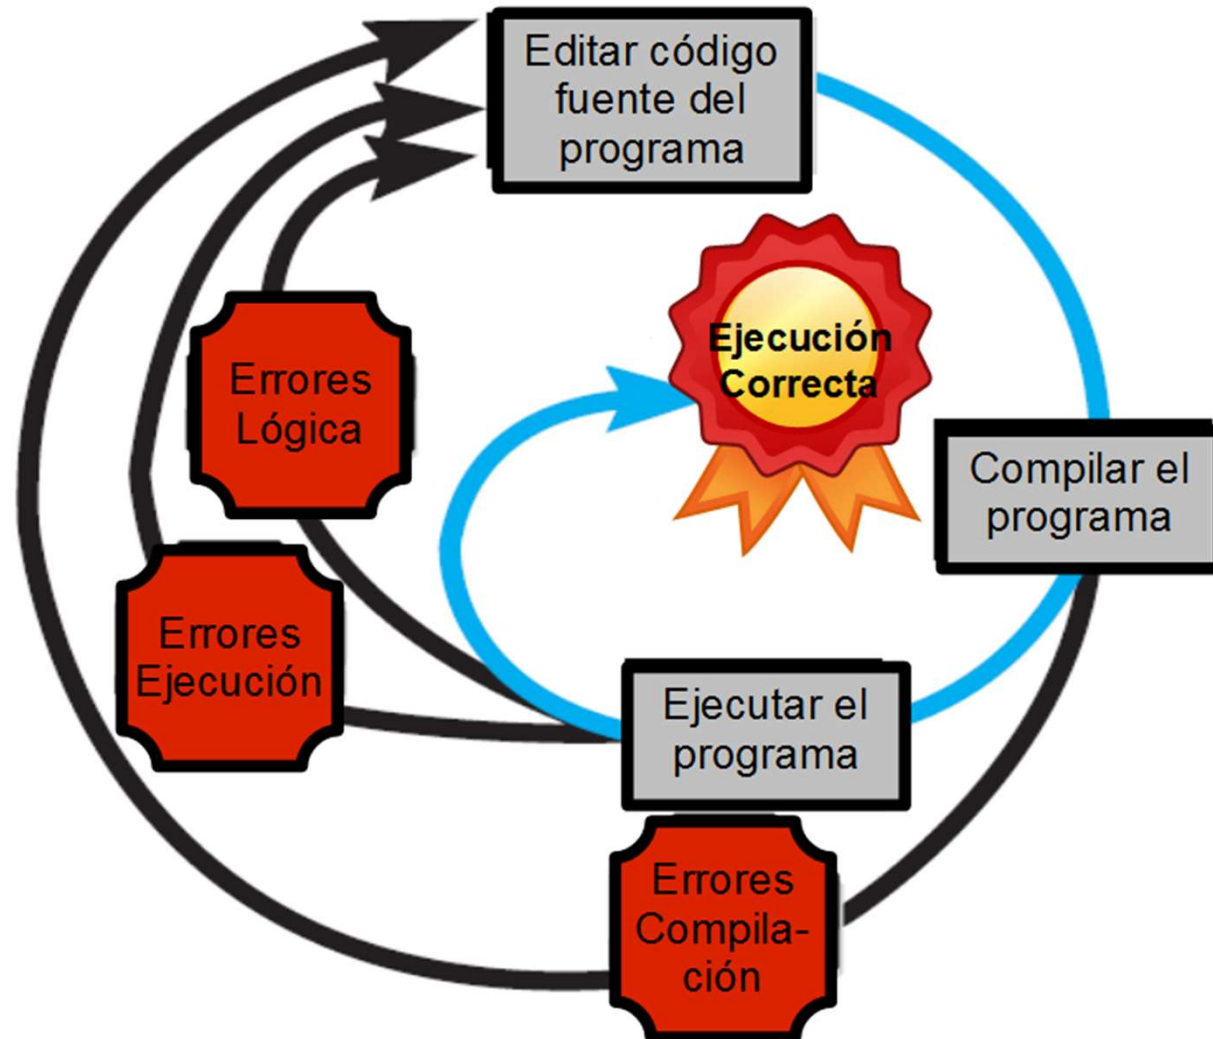 Editar código
fuente del
programa
Ejecución
Correcta
Errores
Lógica
Compilar el
programa
Errores
Ejecución
Ejecutar el
programa
Errores
Compila-
ción